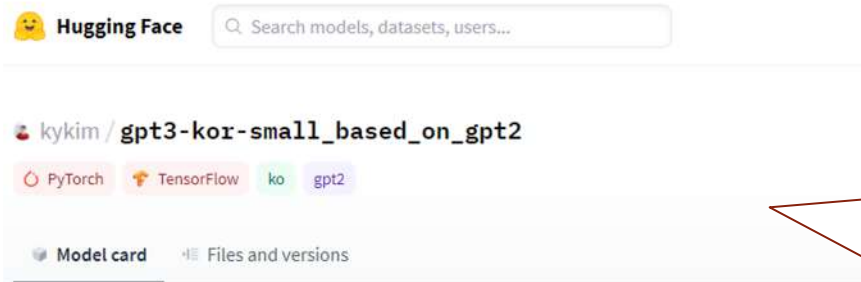 Hugging Face
Search models, datasets, users...
kykim / gpt3-kor-small_based_on_gpt2
PyTorch TensorFlow ko gpt2
Model card Files and versions